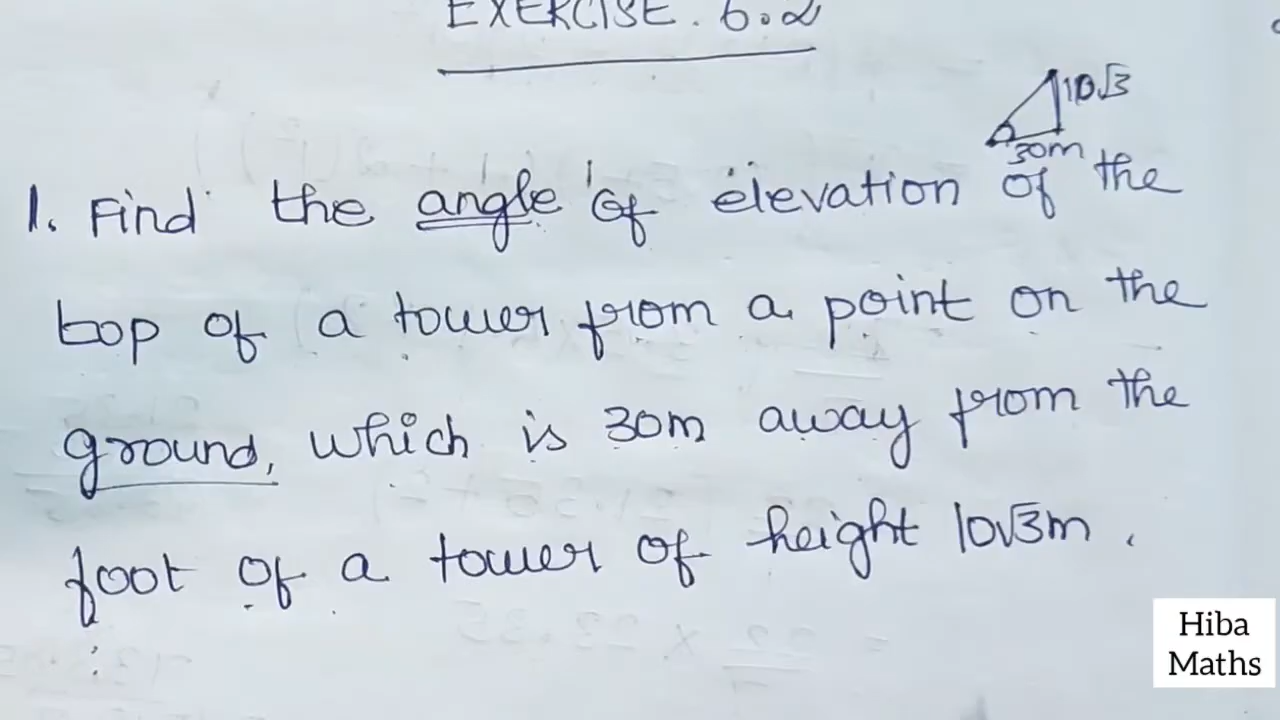 EXERCISE. 6.2
10√3
30m
1. Find the angle of elevation of the
top of a tower from a point on the
ground, which is 30m away from the
foot of a tower of height 10√3m.
Hiba
Maths